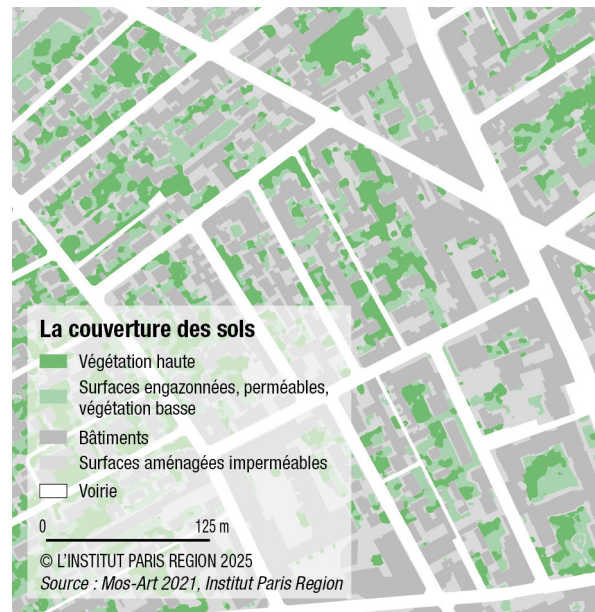 La couverture des sols
Végétation haute
Surfaces engazonnées, perméables,
végétation basse
Bâtiments
Surfaces aménagées imperméables
Voirie
0 125 m
© L'INSTITUT PARIS REGION 2025
Source : Mos-Art 2021, Institut Paris Region